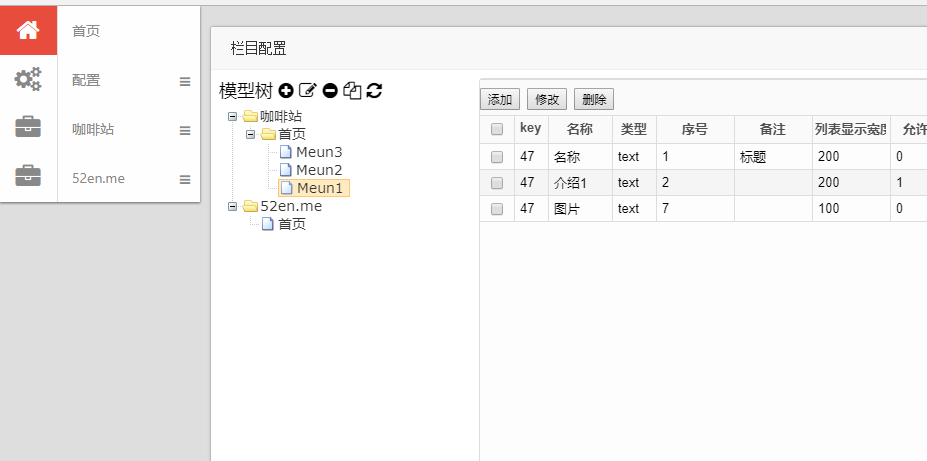 首页
配置
咖啡站
52en.me
栏目配置
模型树
咖啡站
首页
Meun3
Meun2
Meun1
52en.me
首页
添加 修改 删除
key 名称 类型 序号 备注 列表显示宽度 允许
47 名称 text 1 标题 200 0
47 介绍1 text 2 200 1
47 图片 text 7 100 0